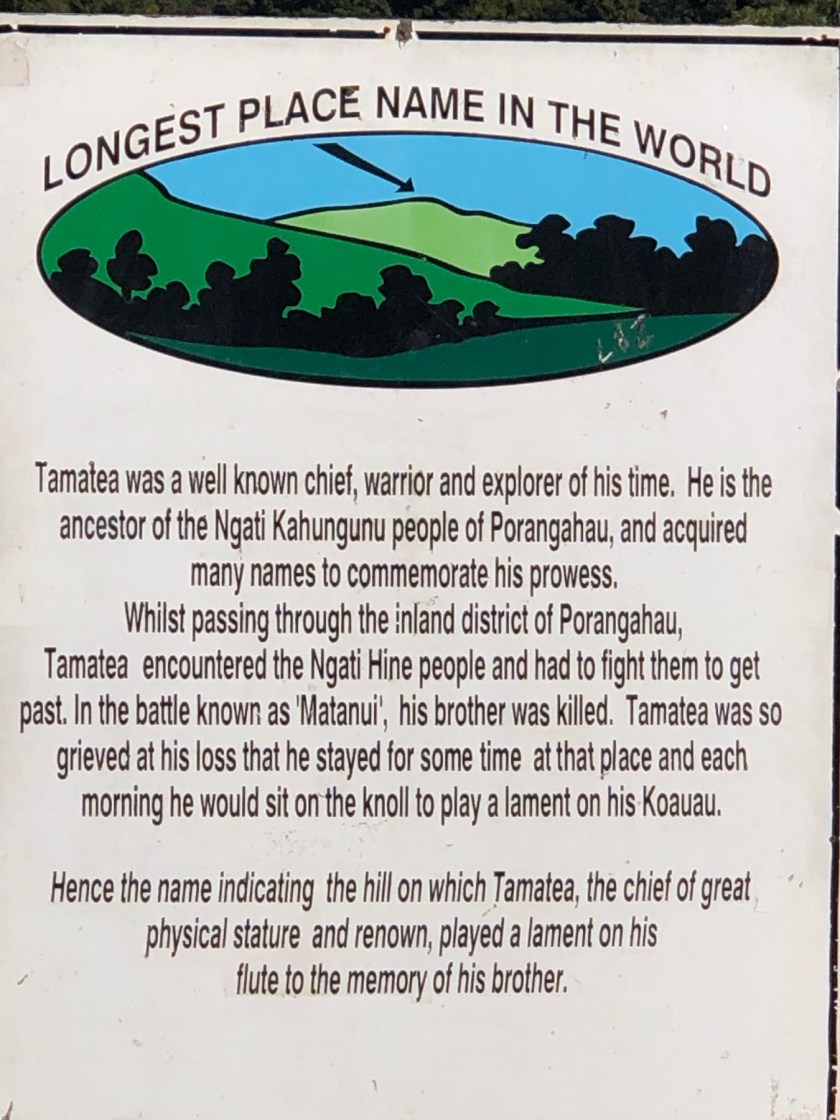 LONGEST PLACE NAME IN THE WORLD
Tamatea was a well known chief, warrior and explorer of his time. He is the
ancestor of the Ngati Kahungunu people of Porangahau, and acquired
many names to commemorate his prowess.
Whilst passing through the inland district of Porangahau,
Tamatea encountered the Ngati Hine people and had to fight them to get
past. In the battle known as 'Matanui', his brother was killed. Tamatea was so
grieved at his loss that he stayed for some time at that place and each
morning he would sit on the knoll to play a lament on his Koauau.
Hence the name indicating the hill on which Tamatea, the chief of great
physical stature and renown, played a lament on his
flute to the memory of his brother.